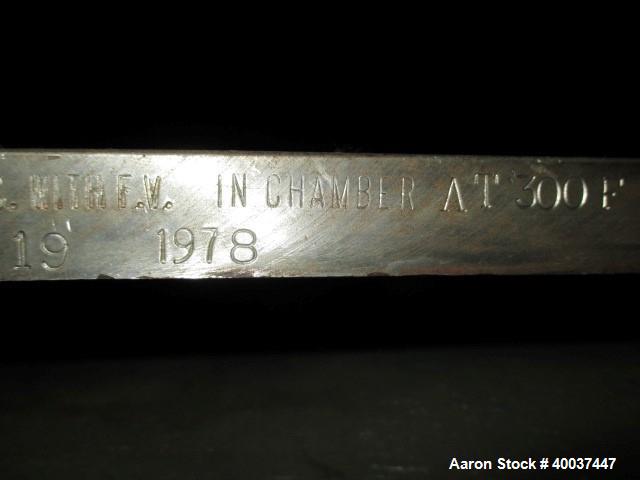 . WITH F.V. IN CHAMBER AT 300 F
19 1978
Aaron Stock # 40037447